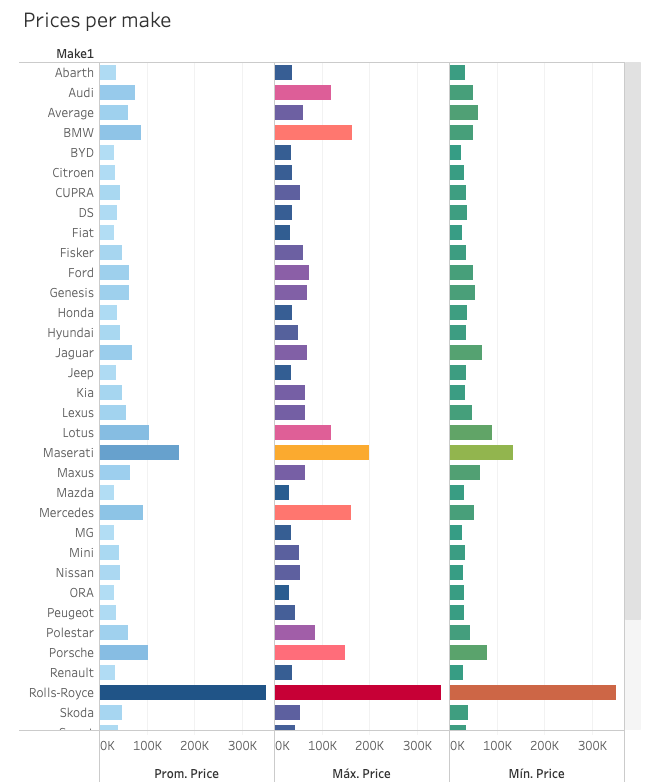 Prices per make
Make1
Abarth
Audi
Average
BMW
BYD
Citroen
CUPRA
DS
Fiat
Fisker
Ford
Genesis
Honda
Hyundai
Jaguar
Jeep
Kia
Lexus
Lotus
Maserati
Maxus
Mazda
Mercedes
MG
Mini
Nissan
ORA
Peugeot
Polestar
Porsche
Renault
Rolls-Royce
Skoda
0K 100K 200K 300K 0K 100K 200K 300K 0K 100K 200K 300K
Prom. Price Máx. Price Mín. Price